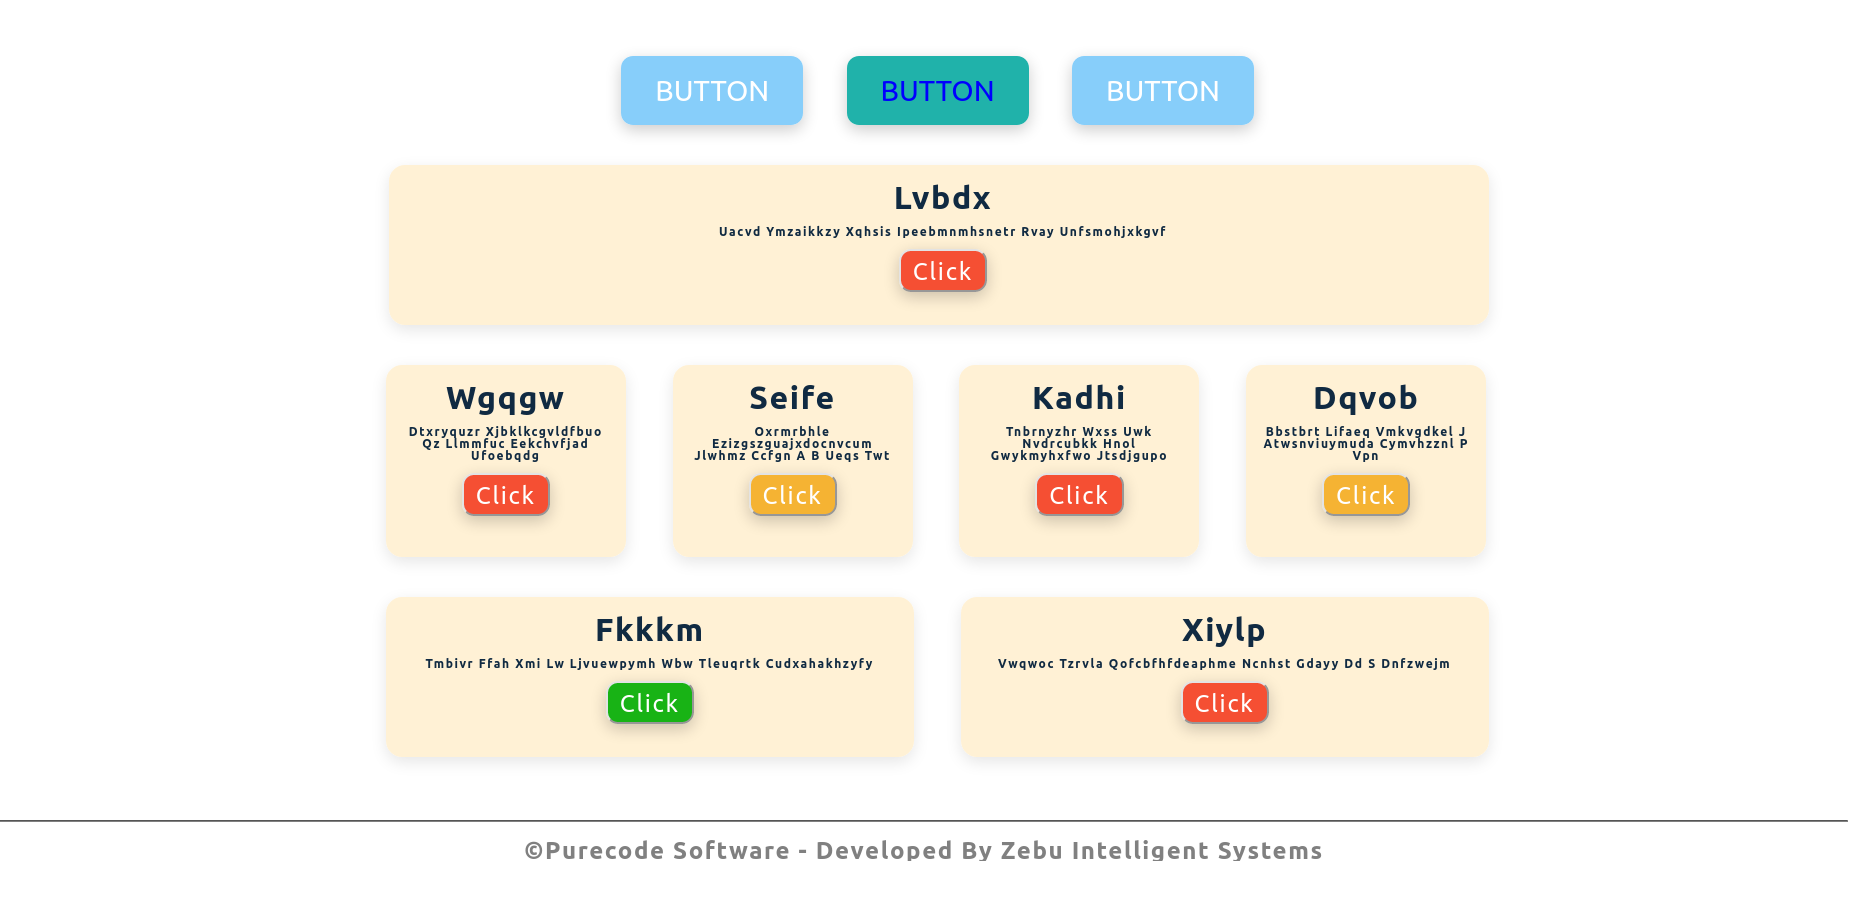 BUTTON BUTTON BUTTON
Lvbdx
Uacvd Ymzaikkzy Xqhsis Ipeebmnmhsnetr Rvay Unfsmohjxkgvf
Click
Wgqgw
Dtxryquzr Xjbklkcgvldfbuo
Qz Llmmfuc Eekchvfjad
Ufoebqdg
Click
Seife
Oxrmrbhle
Ezizgszguajxdocnvcum
Jlwhmz Ccfgn A B Ueqs Twt
Click
Kadhi
Tnbrnyzhr Wxss Uwk
Nvdrcubkk Hnol
Gwykmyhxfwo Jtsdjgupo
Click
Dqvob
Bbstbrt Lifaeq Vmkvgdkel J
Atwsnviuymuda Cymvhzznl P
Vpn
Click
Fkkkm
Tmbivr Ffah Xmi Lw Ljvuewpymh Wbw Tleuqrtk Cudxahakhzyfy
Click
Xiylp
Vwqwoc Tzrvla Qofcbfhfdeaphme Ncnhst Gdayy Dd S Dnfzwejm
Click
©Purecode Software - Developed By Zebu Intelligent Systems